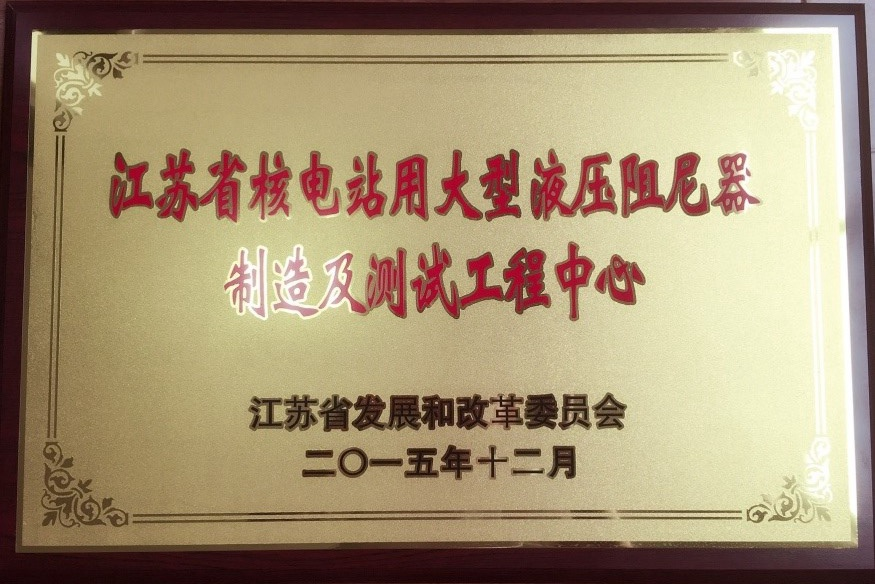 江苏省核电站用大型液压阻尼器
制造及测试工程中心
江苏省发展和改革委员会
二〇一五年十二月